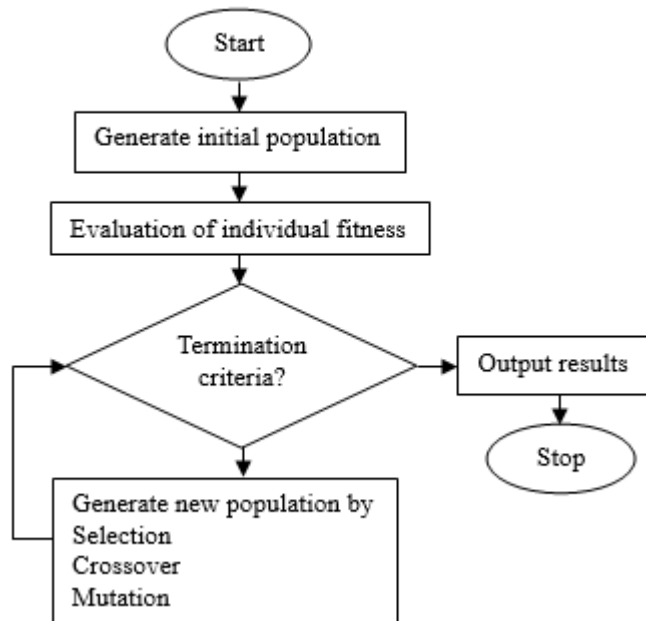 Start
Generate initial population
Evaluation of individual fitness
Termination
criteria?
Output results
Stop
Generate new population by
Selection
Crossover
Mutation